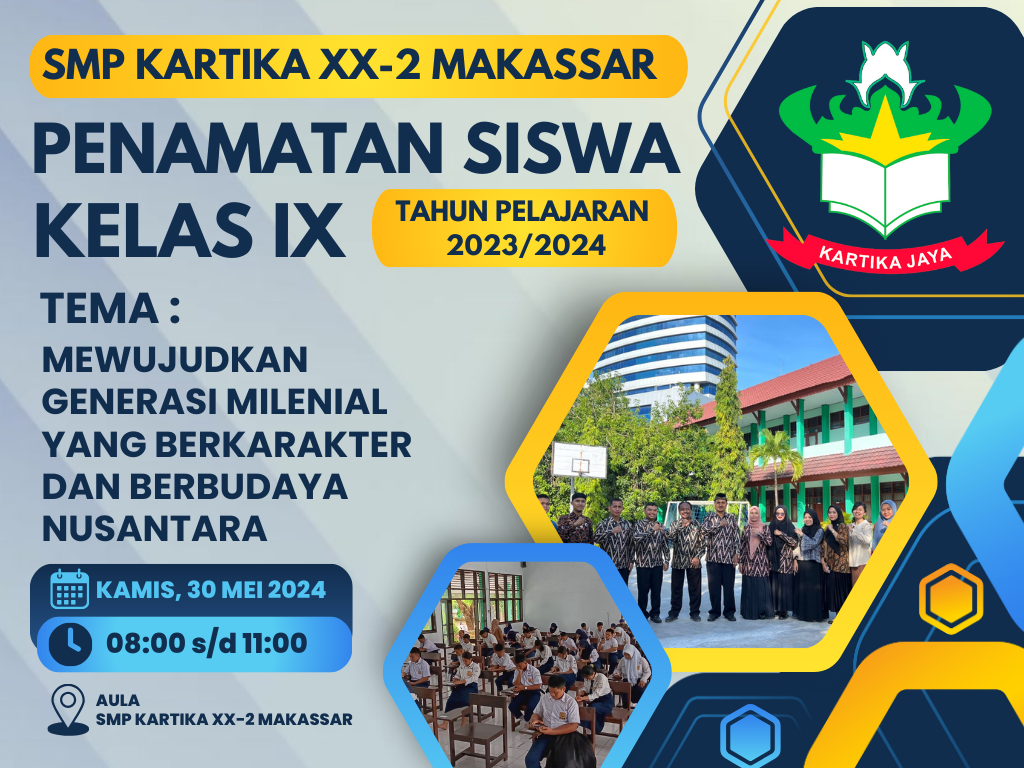 SMP KARTIKA XX-2 MAKASSAR
PENAMATAN SISWA
KELAS IX
TAHUN PELAJARAN
2023/2024
KARTIKA JAYA
TEMA :
MEWUJUDKAN
GENERASI MILENIAL
YANG BERKARAKTER
DAN BERBUDAYA
NUSANTARA
KAMIS, 30 MEI 2024
08:00 s/d 11:00
AULA
SMP KARTIKA XX-2 MAKASSAR